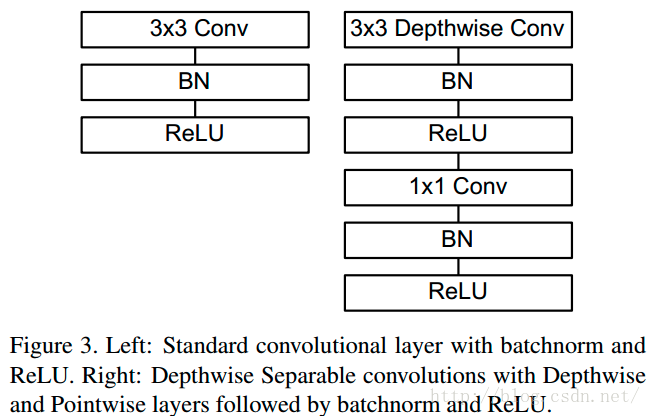 3x3 Conv
BN
ReLU
3x3 Depthwise Conv
BN
ReLU
1x1 Conv
BN
ReLU
Figure 3. Left: Standard convolutional layer with batchnorm and
ReLU. Right: Depthwise Separable convolutions with Depthwise
and Pointwise layers followed by batchnorm and ReLU.
http://blog.csdn.net/